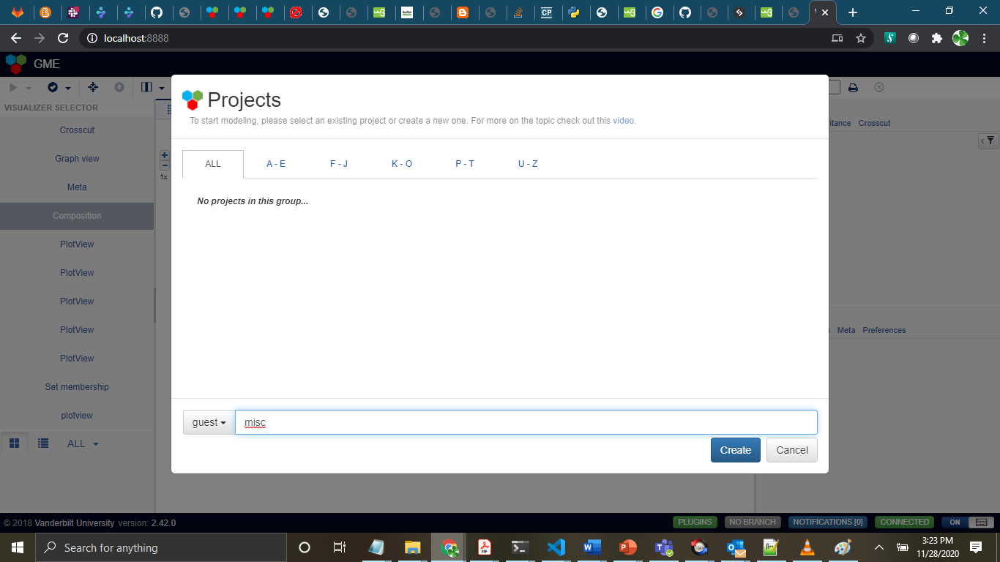 localhost:8888
GME
VISUALIZER SELECTOR
Crosscut
Graph view
Meta
Composition
PlotView
PlotView
PlotView
PlotView
PlotView
Set membership
plotview
ALL
1x
Projects
To start modeling, please select an existing project or create a new one. For more on the topic check out this video.
ALL A - E F - J K - O P - T U - Z
No projects in this group...
guest misc
Create Cancel
ritance Crosscut
s Meta Preferences
© 2018 Vanderbilt University version: 2.42.0
PLUGINS NO BRANCH NOTIFICATIONS [0] CONNECTED ON
Search for anything
3:23 PM
11/28/2020